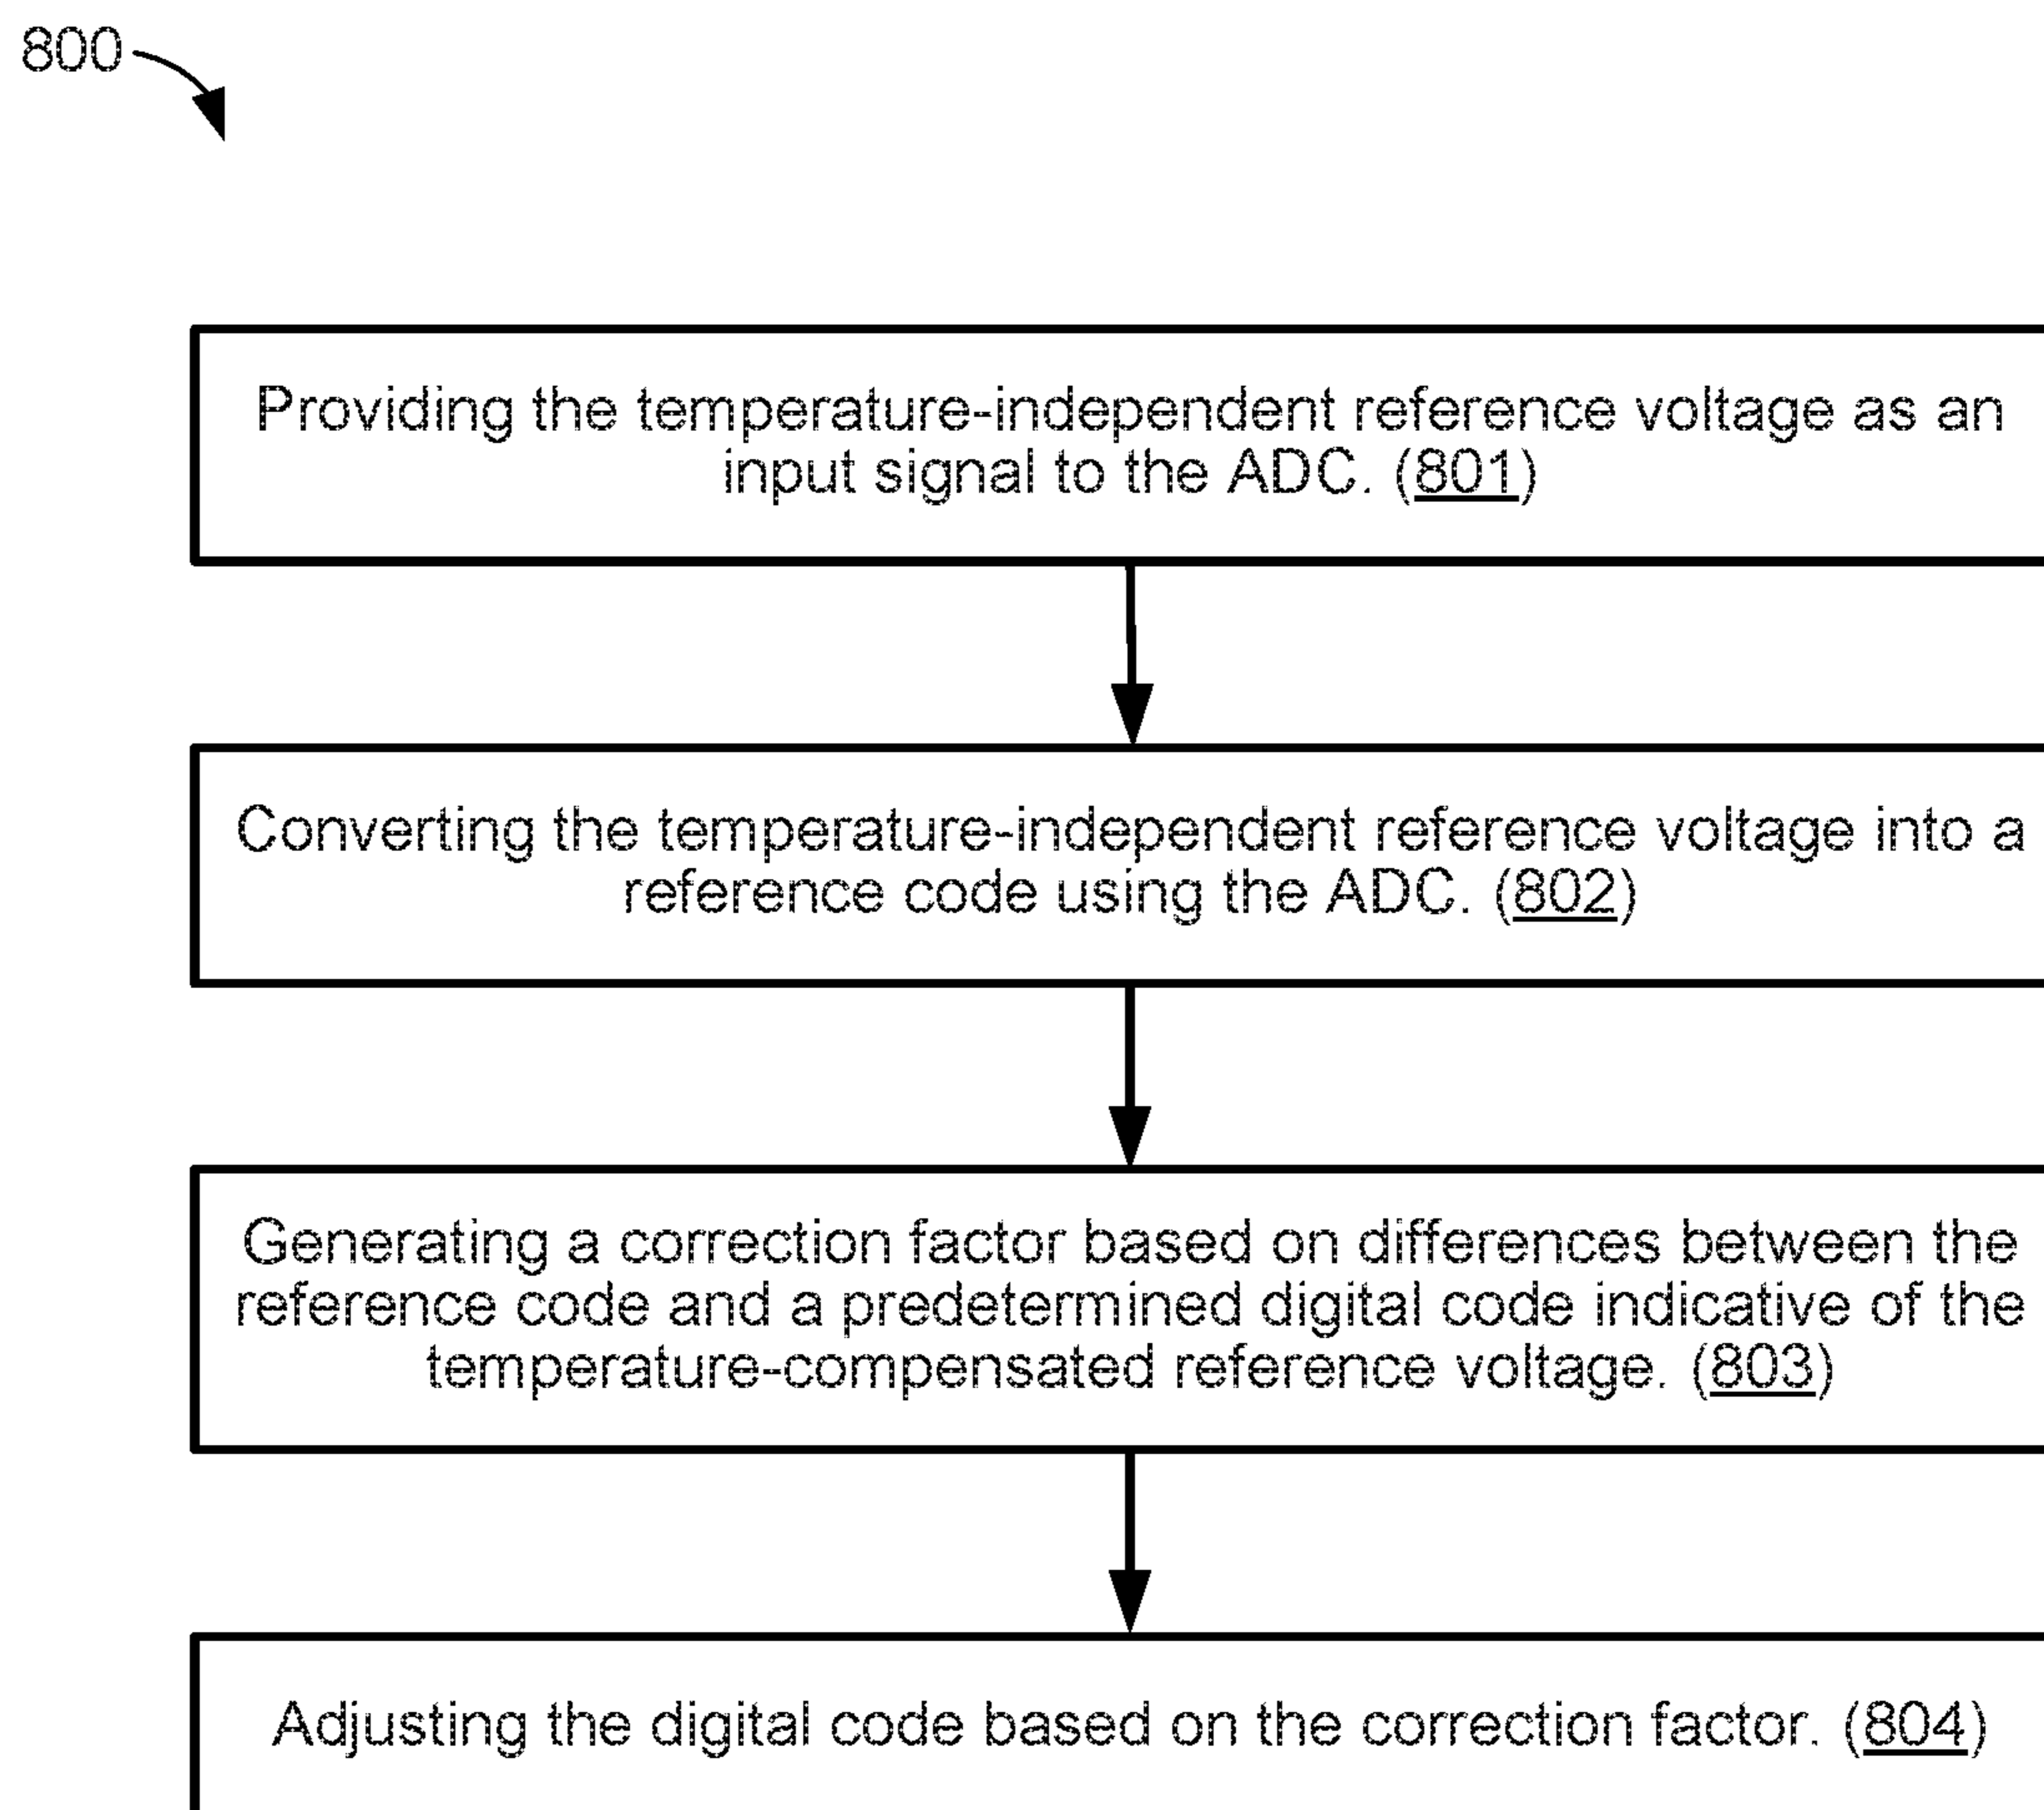 800
Providing the temperature-independent reference voltage as an
input signal to the ADC. (801)
Converting the temperature-independent reference voltage into a
reference code using the ADC. (802)
Generating a correction factor based on differences between the
reference code and a predetermined digital code indicative of the
temperature-compensated reference voltage. (803)
Adjusting the digital code based on the correction factor. (804)